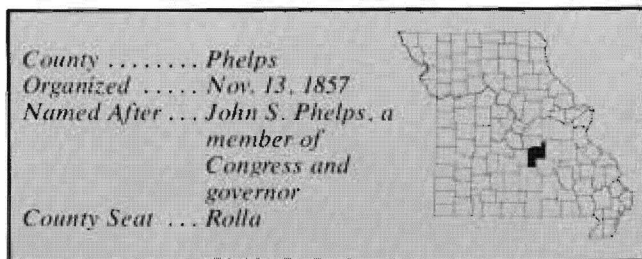 County ........ Phelps
Organized ..... Nov. 13, 1857
Named After ... John S. Phelps, a
member of
Congress and
governor
County Seat ... Rolla